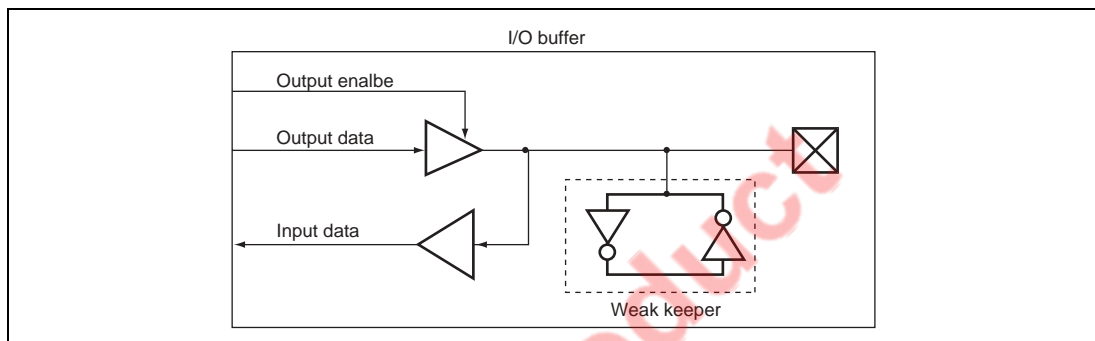 I/O buffer
Output enalbe
Output data
Input data
Weak keeper